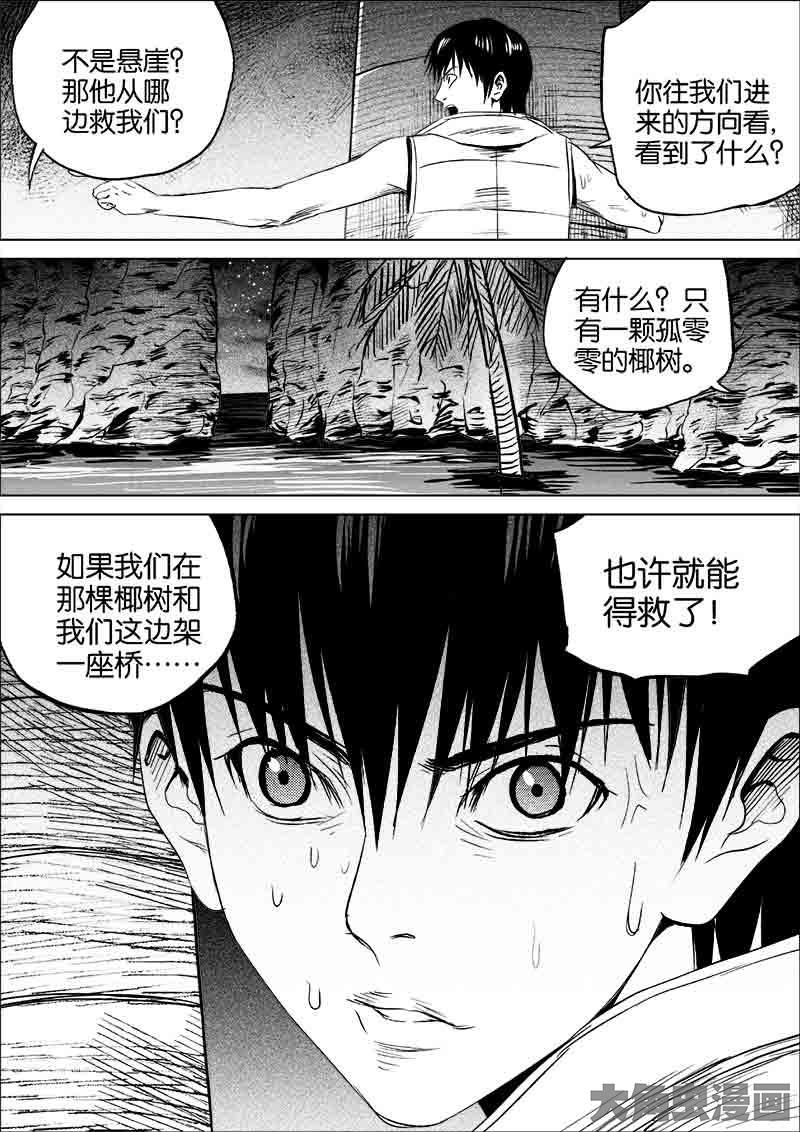 不是悬崖？
那他从哪
边救我们？
你往我们进
来的方向看，
看到了什么？
有什么？只
有一颗孤零
零的椰树。
如果我们在
那棵椰树和
我们这边架
一座桥……
也许就能
得救了！
大角虫漫画